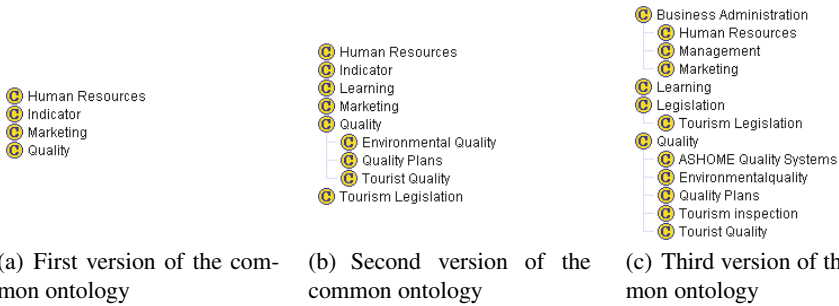 Human Resources
Indicator
Marketing
Quality
(a) First version of the com-
mon ontology
Human Resources
Indicator
Learning
Marketing
Quality
Environmental Quality
Quality Plans
Tourist Quality
Tourism Legislation
(b) Second version of the
common ontology
Business Administration
Human Resources
Management
Marketing
Learning
Legislation
Tourism Legislation
Quality
ASHOME Quality Systems
Environmentalquality
Quality Plans
Tourism inspection
Tourist Quality
(c) Third version of th
mon ontology